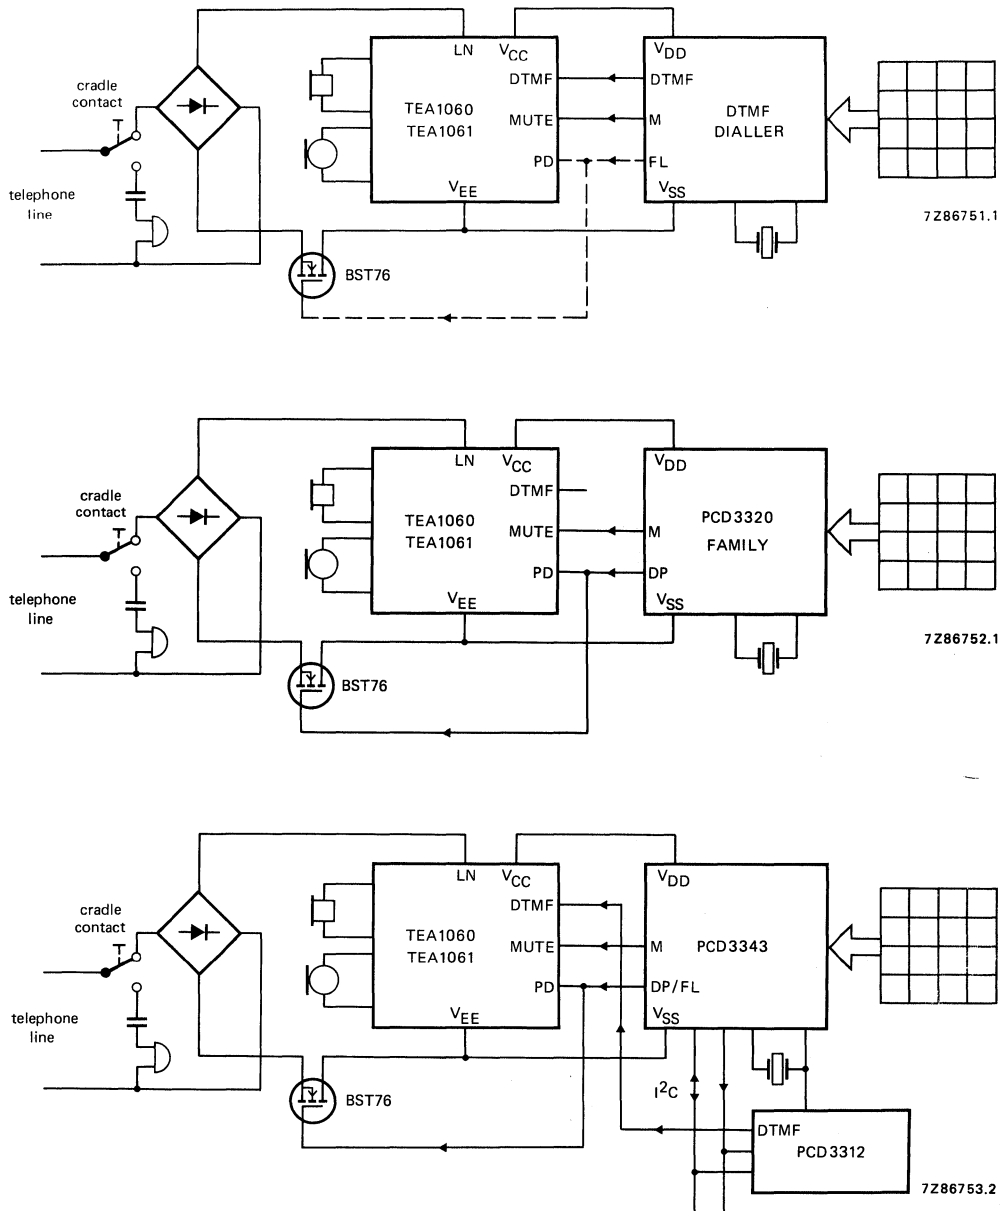 LN
VCC
VDD
cradle
contact
DTMF
DTMF
TEA1060
TEA1061
DTMF
DIALLER
MUTE
M
PD
FL
VEE
VSS
telephone
line
7Z86751.1
BST76
LN
VCC
VDD
cradle
contact
DTMF
TEA1060
TEA1061
PCD3320
FAMILY
MUTE
M
PD
DP
VEE
VSS
telephone
line
7Z86752.1
BST76
LN
VCC
VDD
cradle
contact
DTMF
TEA1060
TEA1061
MUTE
M
PCD3343
PD
DP/FL
VEE
VSS
telephone
line
BST76
I²C
DTMF
PCD3312
7Z86753.2